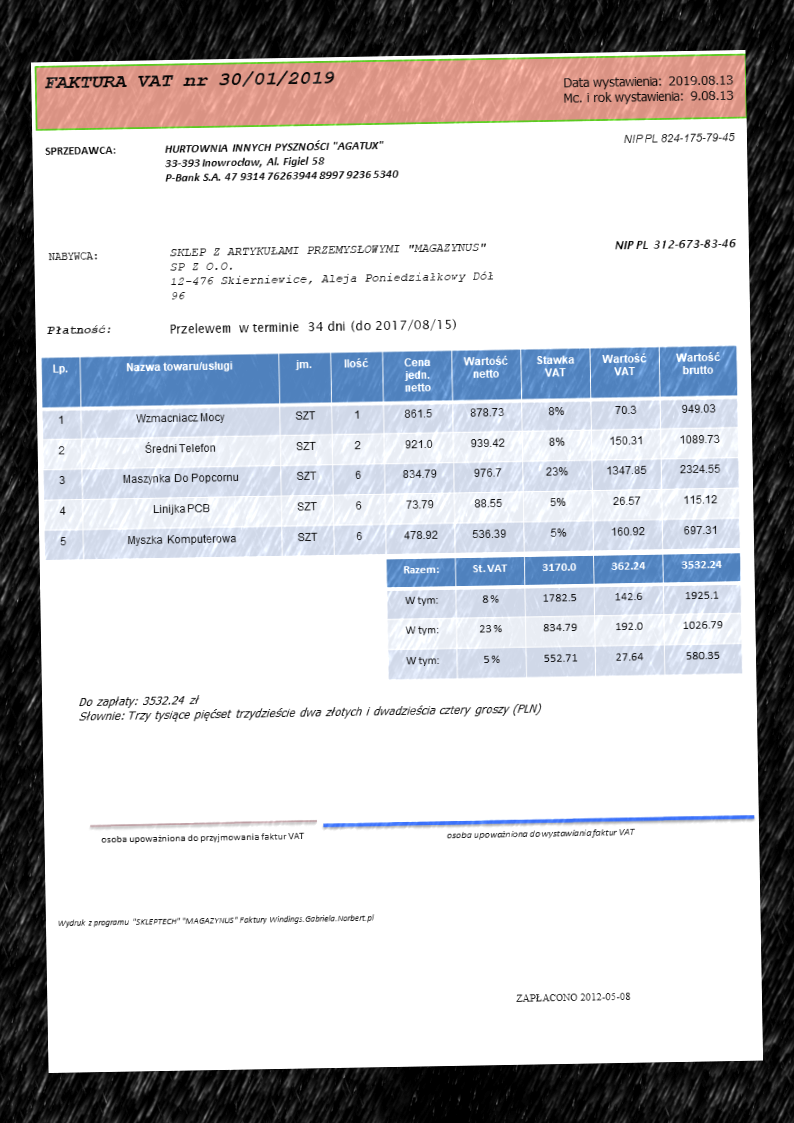 FAKTURA VAT nr 30/01/2019
Data wystawienia: 2019.08.13
Mc. i rok wystawienia: 9.08.13
SPRZEDAWCA: HURTOWNIA INNYCH PYSZNOŚCI "AGATUX" NIP PL 824-175-79-45
33-393 Inowrocław, Al. Figiel 58
P-Bank S.A. 47 9314 76263944 8997 9236 5340
NABYWCA: SKLEP Z ARTYKUŁAMI PRZEMYSŁOWYMI "MAGAZYNUS" NIP PL 312-673-83-46
SP Z O.O.
12-476 Skierniewice, Aleja Poniedziałkowy Dół
96
Płatność: Przelewem w terminie 34 dni (do 2017/08/15)
Lp. Nazwa towaru/usługi jm. Ilość Cena jedn. netto Wartość netto Stawka VAT Wartość VAT Wartość brutto
1 Wzmacniacz Mocy SZT 1 861.5 878.73 8% 70.3 949.03
2 Średni Telefon SZT 2 921.0 939.42 8% 150.31 1089.73
3 Maszynka Do Popcornu SZT 6 834.79 976.7 23% 1347.85 2324.55
4 Linijka PCB SZT 6 73.79 88.55 5% 26.57 115.12
5 Myszka Komputerowa SZT 6 478.92 536.39 5% 160.92 697.31
Razem: St. VAT 3170.0 362.24 3532.24
W tym: 8% 1782.5 142.6 1925.1
W tym: 23% 834.79 192.0 1026.79
W tym: 5% 552.71 27.64 580.35
Do zapłaty: 3532.24 zł
Słownie: Trzy tysiące pięćset trzydzieście dwa złotych i dwadzieścia cztery groszy (PLN)
osoba upoważniona do przyjmowania faktur VAT
osoba upoważniona do wystawiania faktur VAT
Wydruk z programu "SKLEPTECH" "MAGAZYNUS" Faktury Windings.Gabriela.Norbert.pl
ZAPŁACONO 2012-05-08